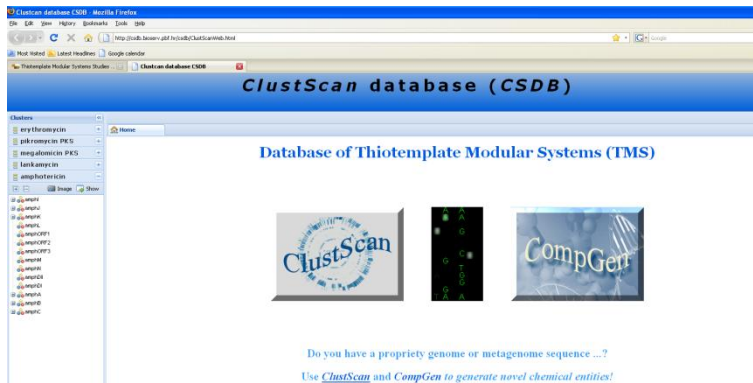 Clustscan database CSDB - Mozilla Firefox
File Edit View History Bookmarks Tools Help
http://csdb.bioserv.pbf.hr/csdb/ClustScanWeb.html
Google
Most Visited Latest Headlines Google calendar
Thiotemplate Modular Systems Studies ... Clustscan database CSDB
ClustScan database (CSDB)
Clusters
erythromycin
Home
pikromycin PKS
megalomicin PKS
lankamycin
amphotericin
Image Show
Database of Thiotemplate Modular Systems (TMS)
amphI
amphJ
amphK
amphL
amphORF1
amphORF2
amphORF3
amphM
amphN
amphDII
amphDI
amphA
amphB
amphC
ClustScan
CompGen
Do you have a propriety genome or metagenome sequence ...?
Use ClustScan and CompGen to generate novel chemical entities!